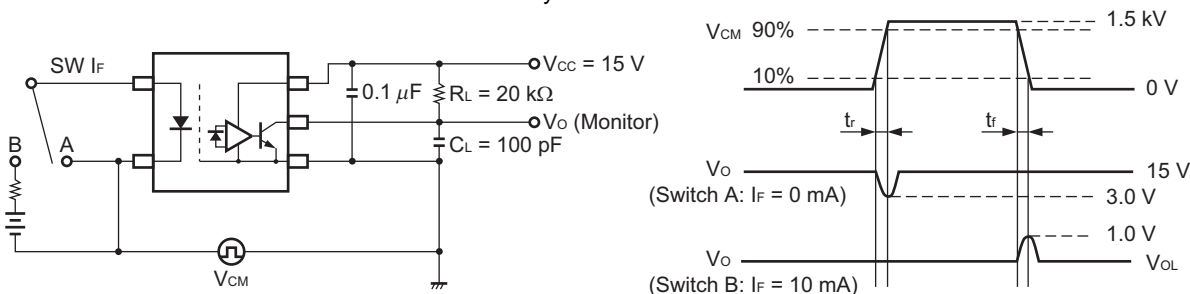 SW IF
B
A
VCC = 15 V
0.1 μF
RL = 20 kΩ
VO (Monitor)
CL = 100 pF
VCM
VCM 90%
10%
1.5 kV
0 V
tr
tf
VO
(Switch A: IF = 0 mA)
15 V
3.0 V
1.0 V
VO
VOL
(Switch B: IF = 10 mA)